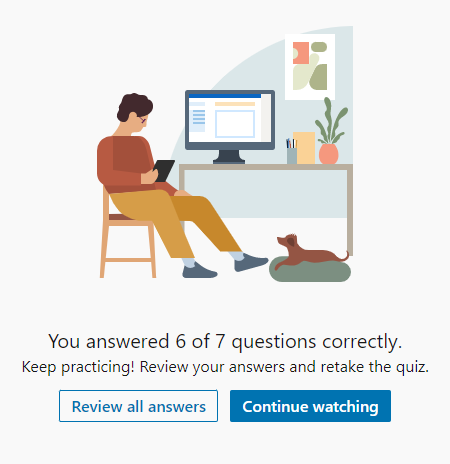 You answered 6 of 7 questions correctly.
Keep practicing! Review your answers and retake the quiz.
Review all answers
Continue watching